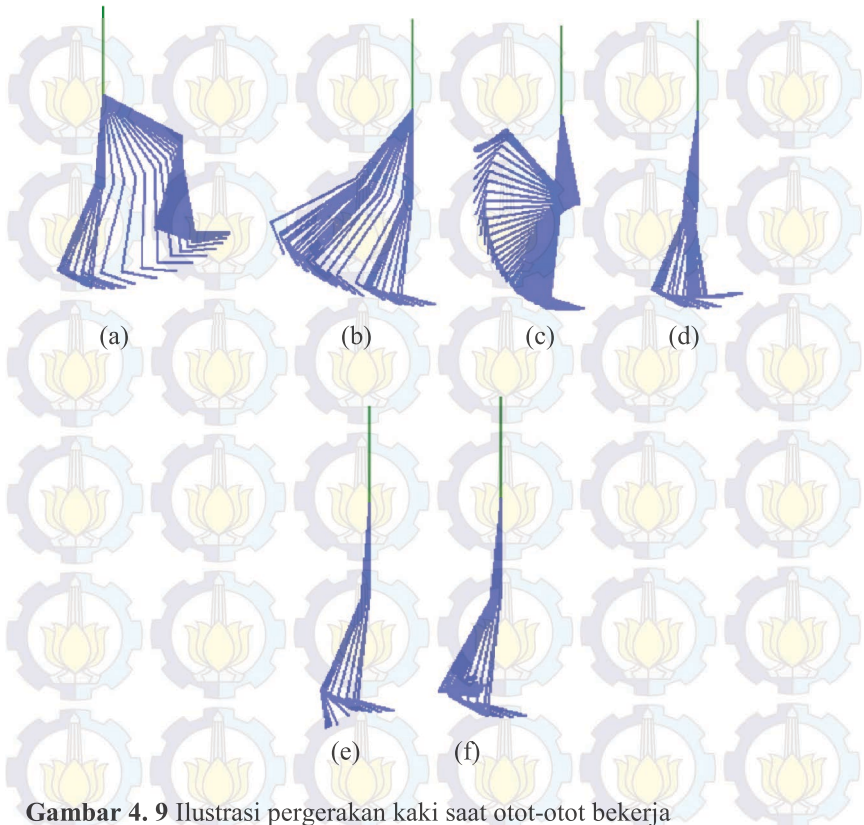 (a) (b) (c) (d)
(e) (f)
Gambar 4. 9 Ilustrasi pergerakan kaki saat otot-otot bekerja